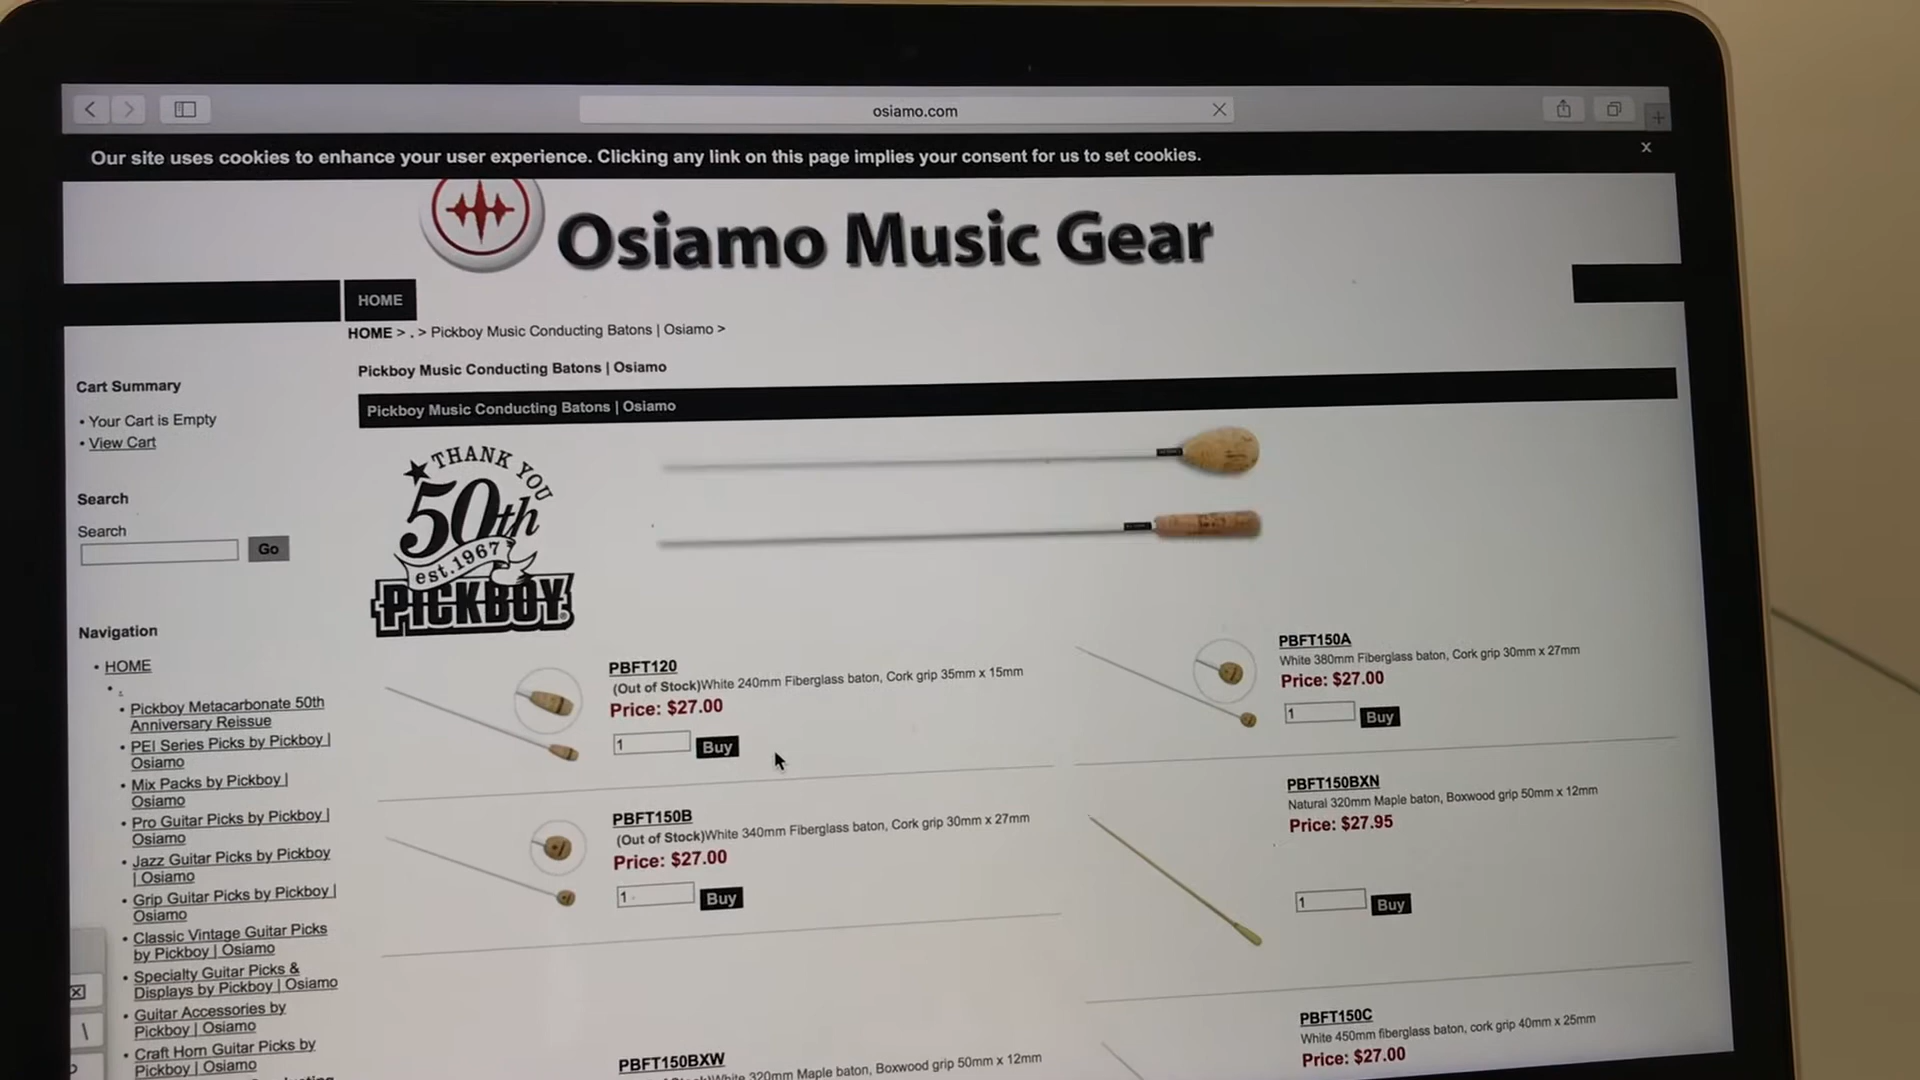 osiamo.com
Our site uses cookies to enhance your user experience. Clicking any link on this page implies your consent for us to set cookies.
x
Osiamo Music Gear
HOME
HOME > . > Pickboy Music Conducting Batons | Osiamo >
Pickboy Music Conducting Batons | Osiamo
Pickboy Music Conducting Batons | Osiamo
Cart Summary
• Your Cart is Empty
• View Cart
Search
Search
Go
Navigation
• HOME
• .
• Pickboy Metacarbonate 50th
Anniversary Reissue
• PEI Series Picks by Pickboy |
Osiamo
• Mix Packs by Pickboy |
Osiamo
• Pro Guitar Picks by Pickboy |
Osiamo
• Jazz Guitar Picks by Pickboy
| Osiamo
• Grip Guitar Picks by Pickboy |
Osiamo
• Classic Vintage Guitar Picks
by Pickboy | Osiamo
• Specialty Guitar Picks &
Displays by Pickboy | Osiamo
• Guitar Accessories by
Pickboy | Osiamo
• Craft Horn Guitar Picks by
Pickboy | Osiamo
THANK YOU
50th
est.1967
PICKBOY
PBFT120
(Out of Stock)White 240mm Fiberglass baton, Cork grip 35mm x 15mm
Price: $27.00
1
Buy
PBFT150A
White 380mm Fiberglass baton, Cork grip 30mm x 27mm
Price: $27.00
1
Buy
PBFT150B
(Out of Stock)White 340mm Fiberglass baton, Cork grip 30mm x 27mm
Price: $27.00
1
Buy
PBFT150BXN
Natural 320mm Maple baton, Boxwood grip 50mm x 12mm
Price: $27.95
1
Buy
PBFT150BXW
White 320mm Maple baton, Boxwood grip 50mm x 12mm
PBFT150C
White 450mm fiberglass baton, cork grip 40mm x 25mm
Price: $27.00